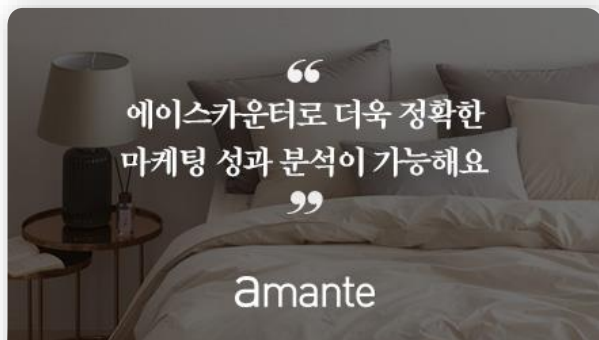 “
에이스카운터로 더욱 정확한
마케팅 성과 분석이 가능해요
”
amante